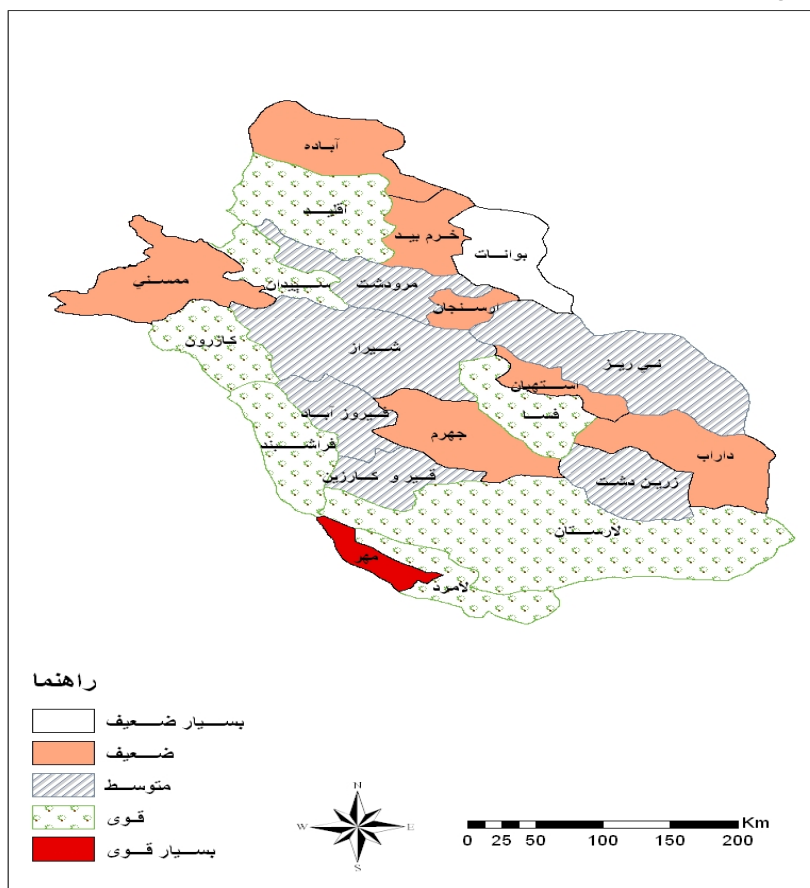 آباده
اقلید
خرم بید
بوانات
ممسني
سپیدان
مرودشت
ارسنجان
کازرون
شیراز
نی ریز
استهبان
فسا
فیروز آباد
جهرم
داراب
فراشبند
قیر و کارزین
زرین دشت
لارستان
مهر
لامرد
راهنما
بسیار ضعیف
ضعیف
متوسط
قوی
بسیار قوی
N
W E
S
Km
0 25 50 100 150 200